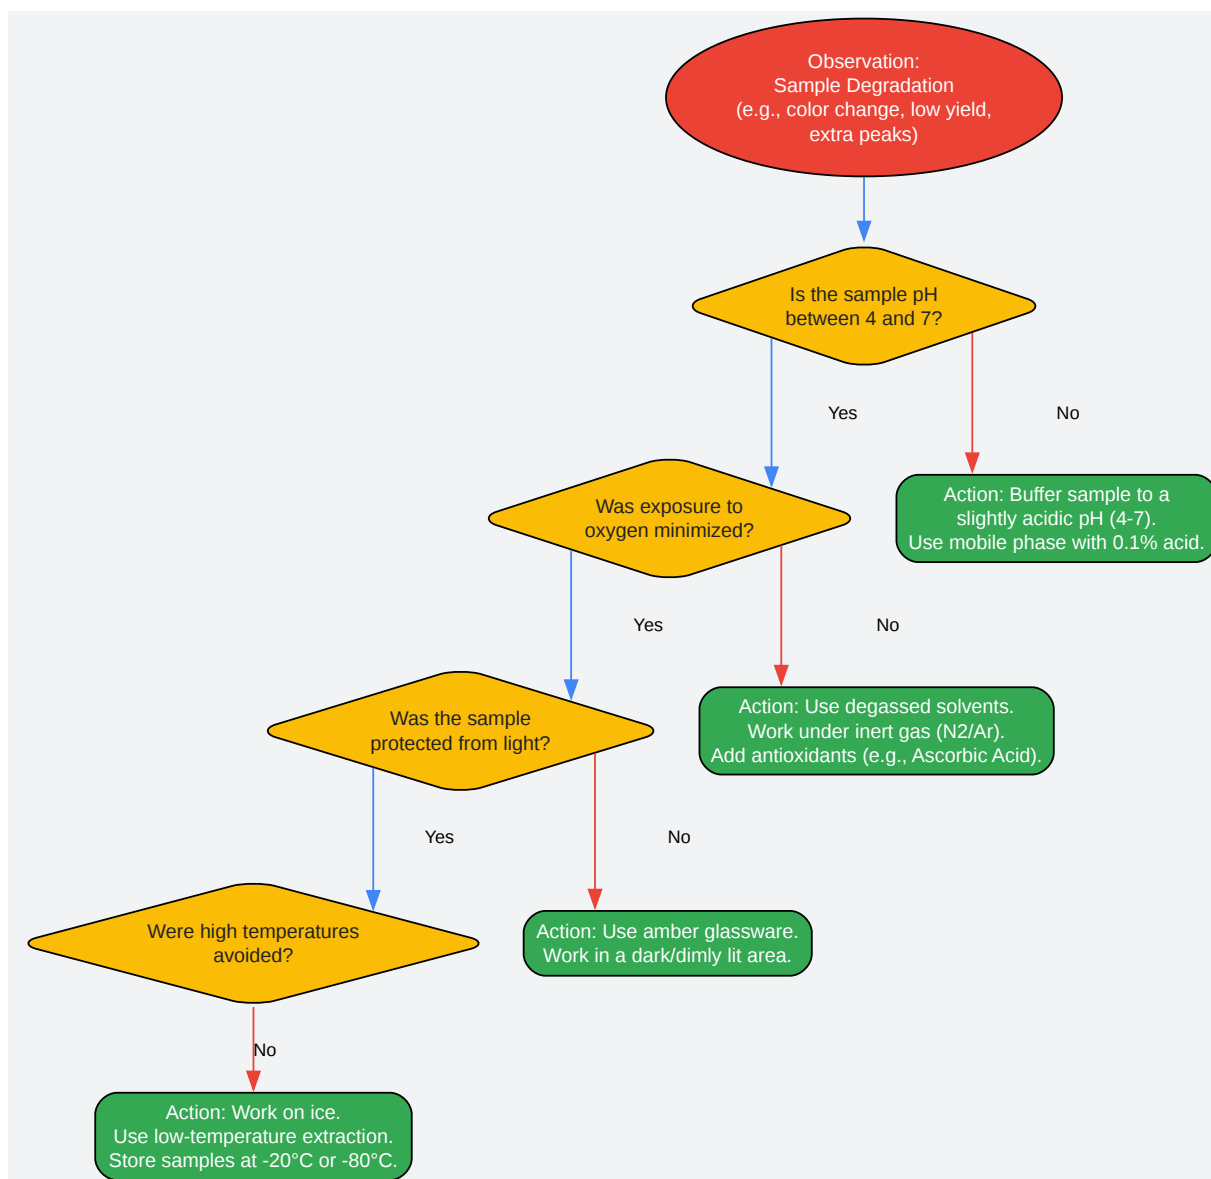 Observation:
Sample Degradation
(e.g., color change, low yield,
extra peaks)
Is the sample pH
between 4 and 7?
Yes
No
Was exposure to
oxygen minimized?
Action: Buffer sample to a
slightly acidic pH (4-7).
Use mobile phase with 0.1% acid.
Yes
No
Was the sample
protected from light?
Action: Use degassed solvents.
Work under inert gas (N2/Ar).
Add antioxidants (e.g., Ascorbic Acid).
Yes
No
Were high temperatures
avoided?
Action: Use amber glassware.
Work in a dark/dimly lit area.
No
Action: Work on ice.
Use low-temperature extraction.
Store samples at -20°C or -80°C.